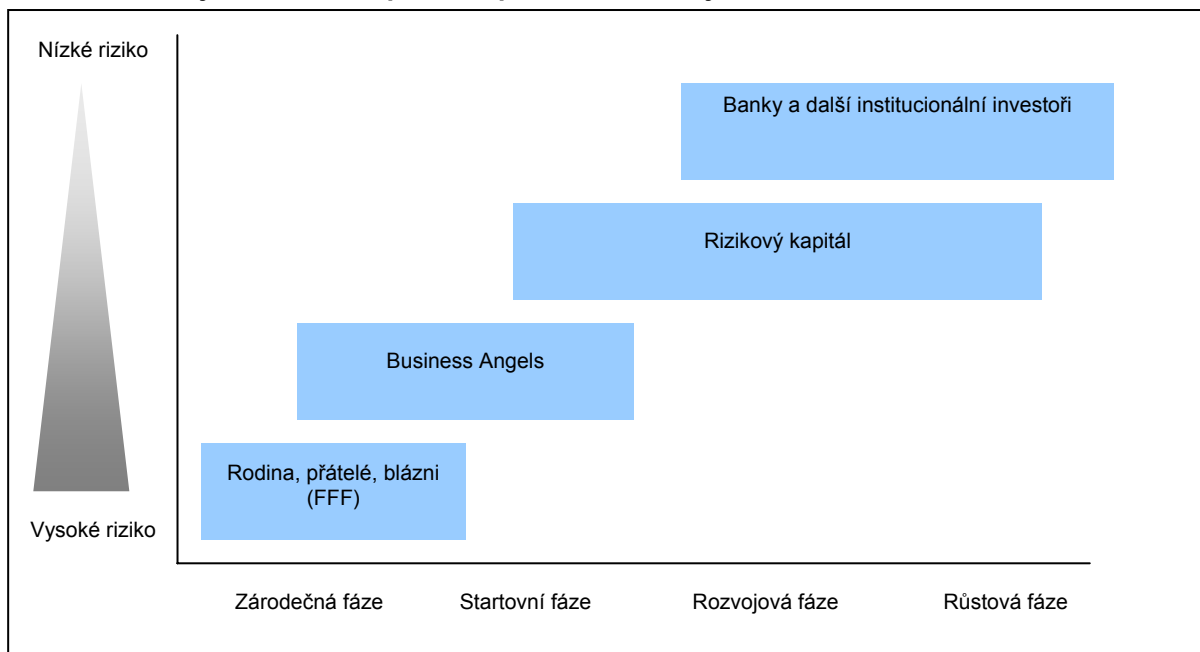 Nízké riziko
Banky a další institucionální investoři
Rizikový kapitál
Business Angels
Rodina, přátelé, blázni
(FFF)
Vysoké riziko
Zárodečná fáze
Startovní fáze
Rozvojová fáze
Růstová fáze